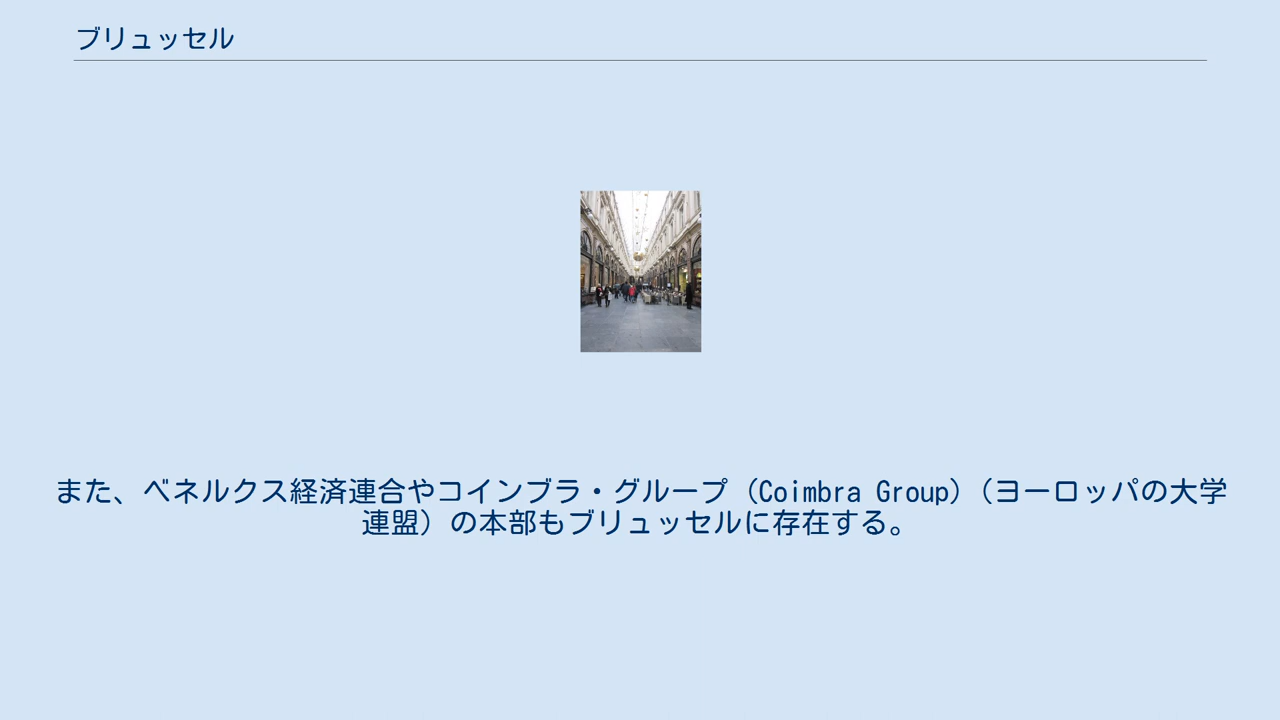 ブリュッセル
また、ベネルクス経済連合やコインブラ・グループ（Coimbra Group）（ヨーロッパの大学
連盟）の本部もブリュッセルに存在する。